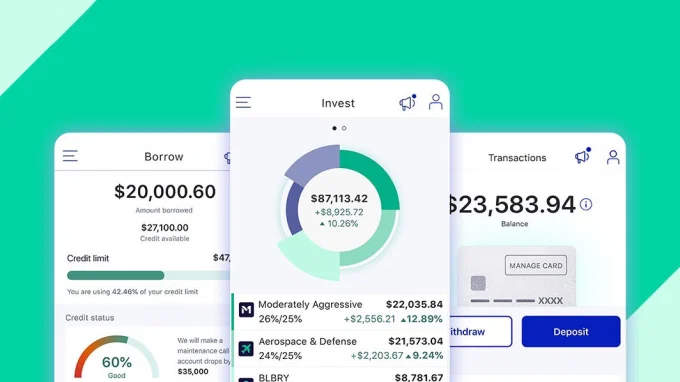 Borrow
$20,000.60
Amount borrowed
$27,100.00
Credit available
Credit limit
$47,
You are using 42.46% of your credit limit
Credit status
60%
Good
We will make a
maintenance call
account drops by
$35,000
Invest
$87,113.42
+$8,925.72
▲ 10.26%
Moderately Aggressive $22,035.84
26%/25% +$2,556.21 ▲12.89%
Aerospace & Defense $21,573.04
24%/25% +$2,203.67 ▲ 9.24%
BLBRY $8,781.67
Transactions
$23,583.94
Balance
MANAGE CARD
XXXX
ithdraw
Deposit